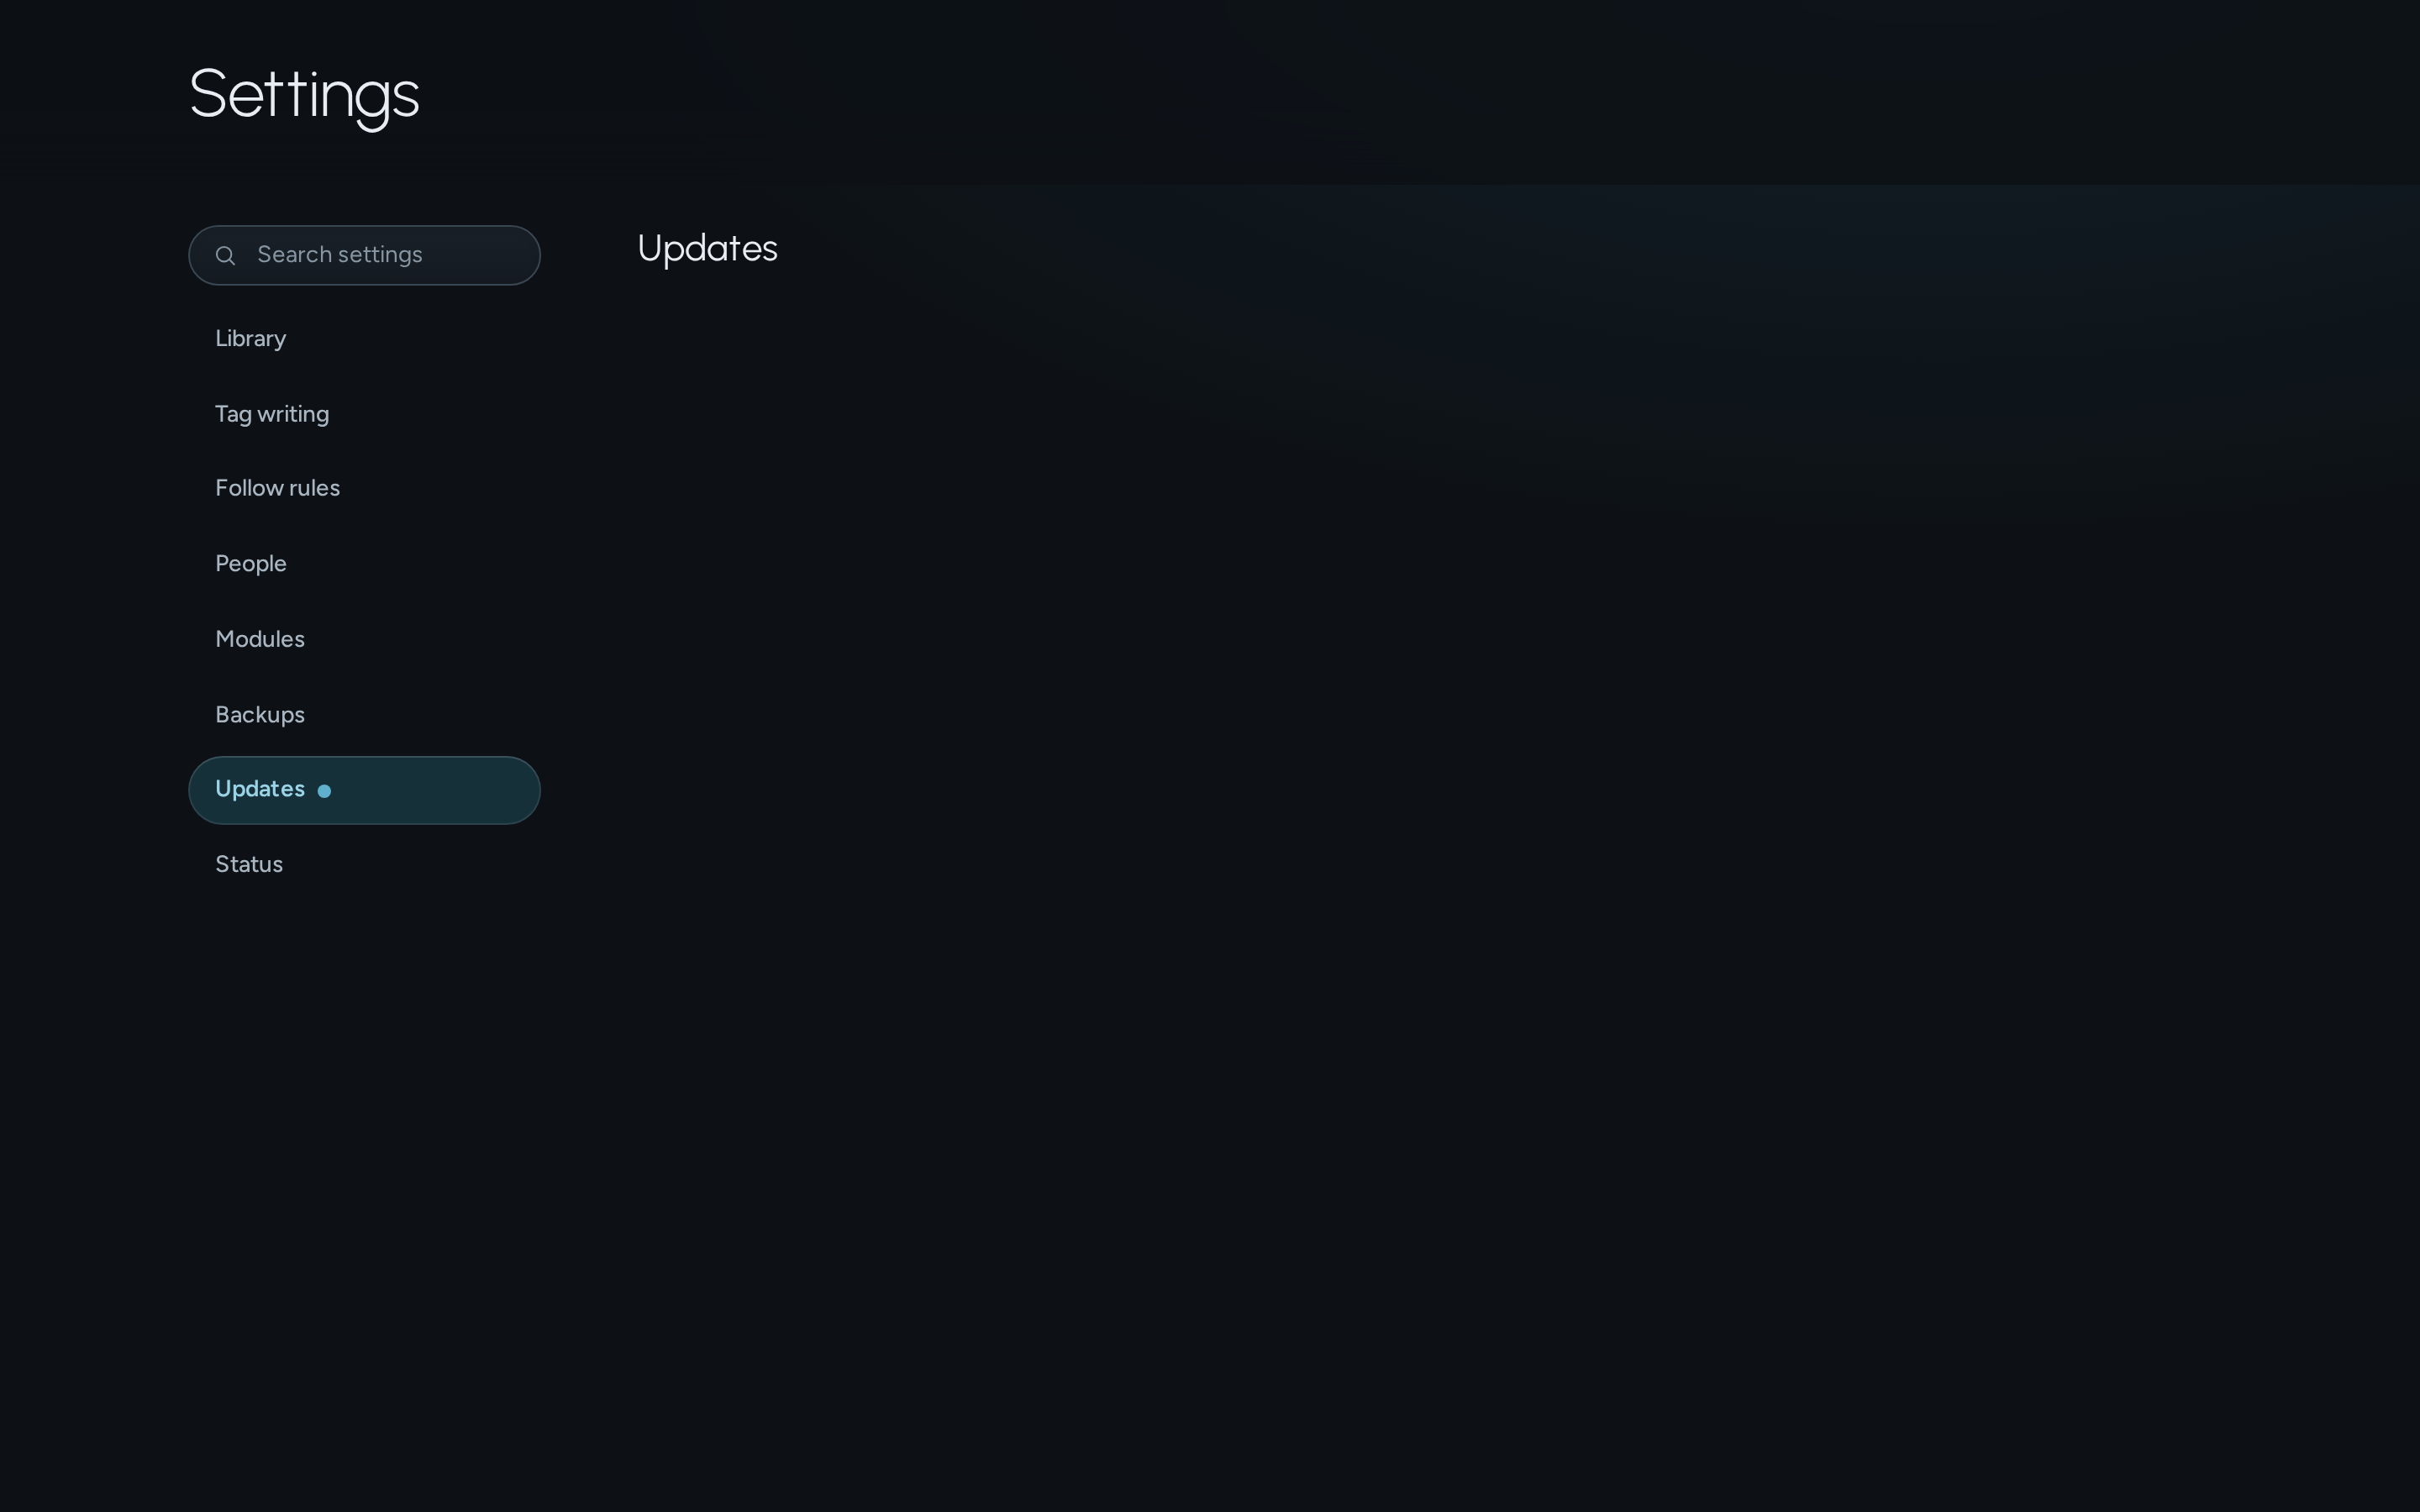 Settings
Search settings
Library
Tag writing
Follow rules
People
Modules
Backups
Updates
Status
Updates